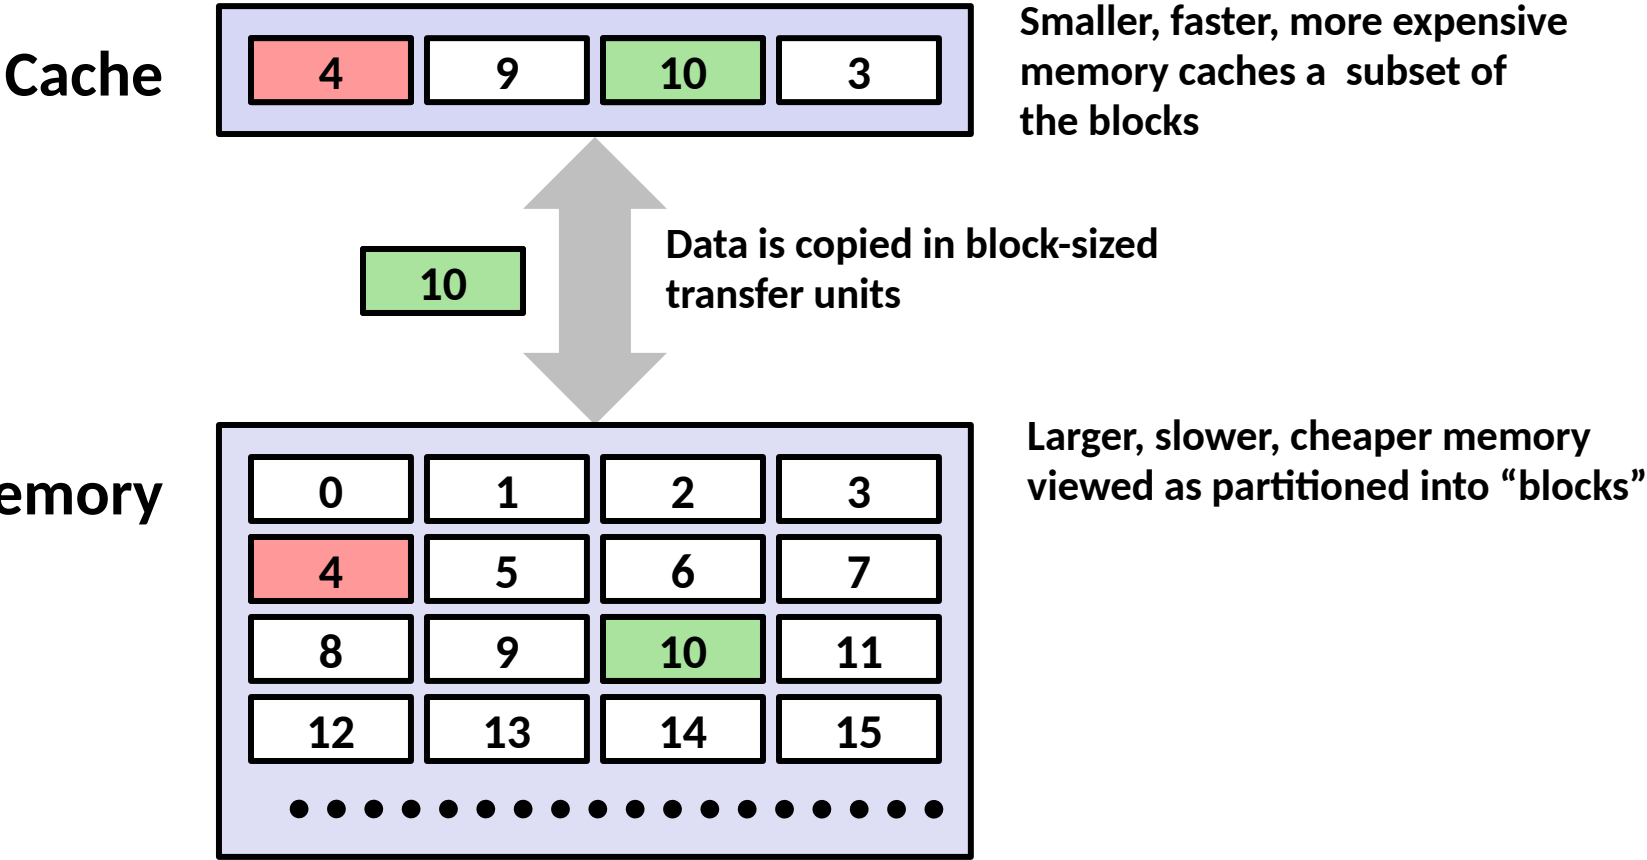 Cache
4 9 10 3
Smaller, faster, more expensive
memory caches a  subset of
the blocks
10
Data is copied in block-sized
transfer units
emory
0 1 2 3
4 5 6 7
8 9 10 11
12 13 14 15
Larger, slower, cheaper memory
viewed as partitioned into “blocks”